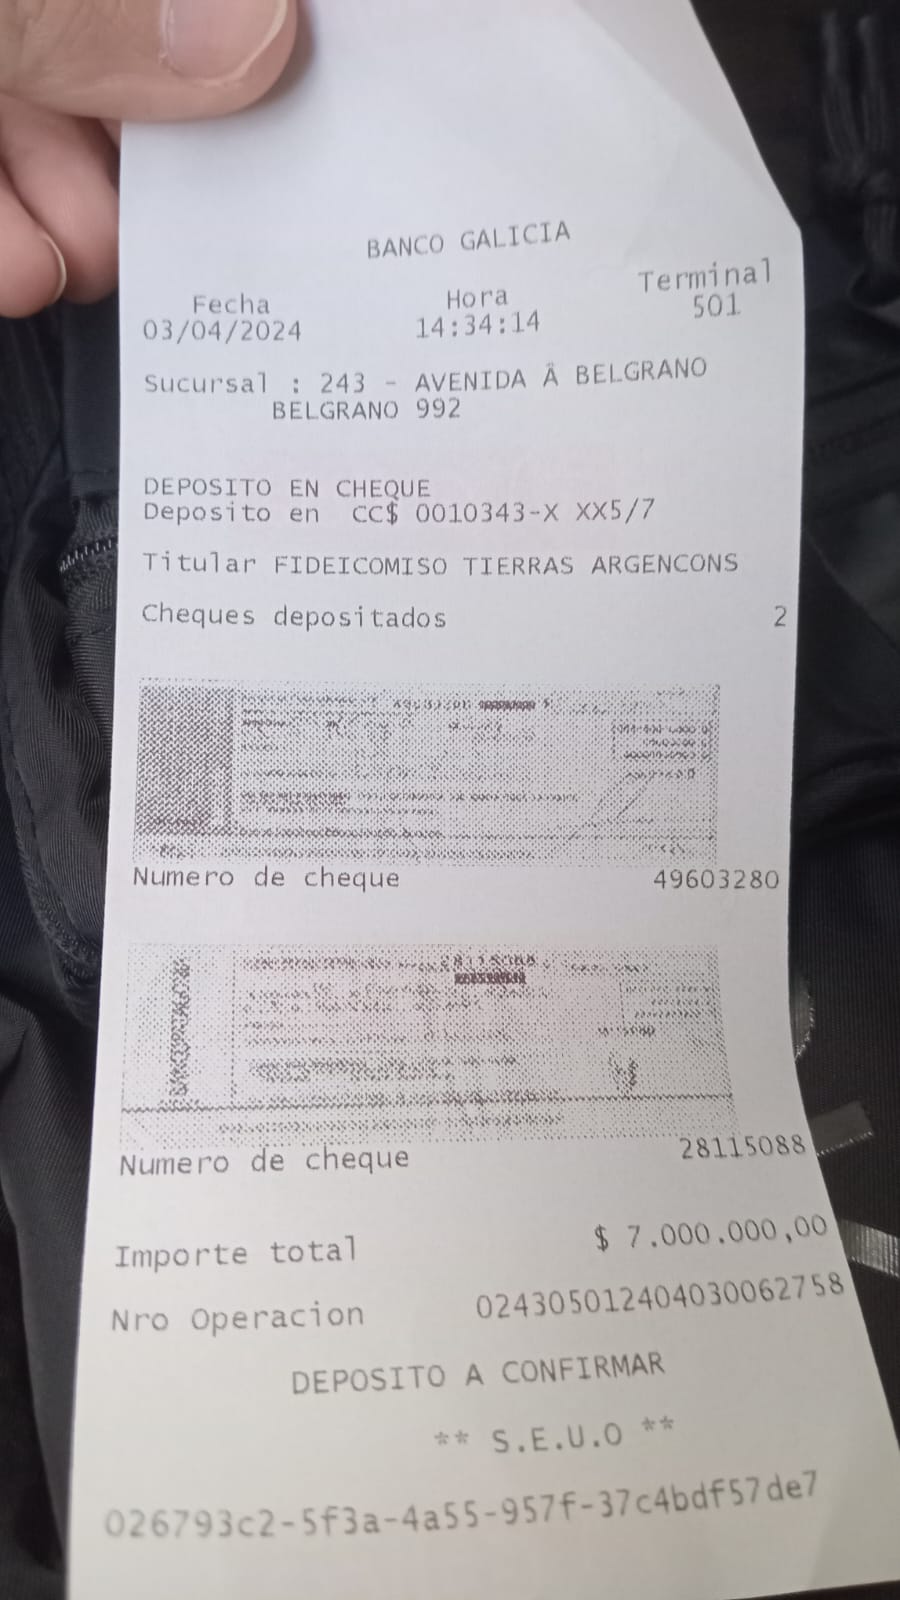 BANCO GALICIA
Fecha Hora Terminal
03/04/2024 14:34:14 501
Sucursal : 243 - AVENIDA Ä BELGRANO
BELGRANO 992
DEPOSITO EN CHEQUE
Deposito en CC$ 0010343-X XX5/7
Titular FIDEICOMISO TIERRAS ARGENCONS
Cheques depositados 2
Numero de cheque 49603280
28115088
Numero de cheque 28115088
Importe total $ 7.000.000,00
Nro Operacion 024305012404030062758
DEPOSITO A CONFIRMAR
** S.E.U.O **
026793c2-5f3a-4a55-957f-37c4bdf57de7